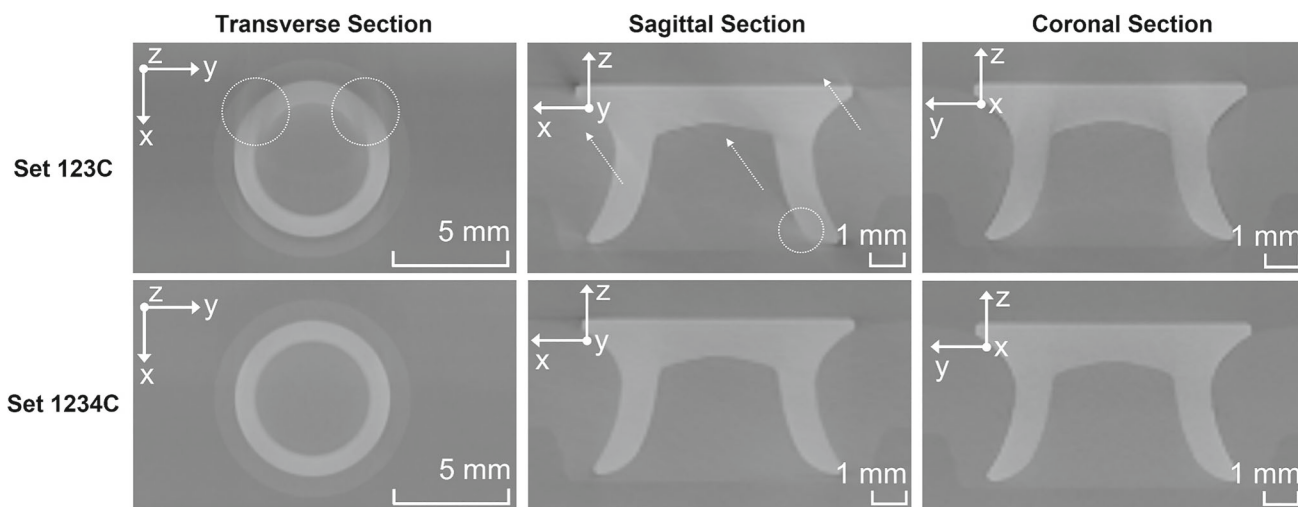 Transverse Section
Sagittal Section
Coronal Section
Set 123C
z
y
x
5 mm
z
x
y
1 mm
z
y
x
1 mm
Set 1234C
z
y
x
5 mm
z
x
y
1 mm
z
y
x
1 mm